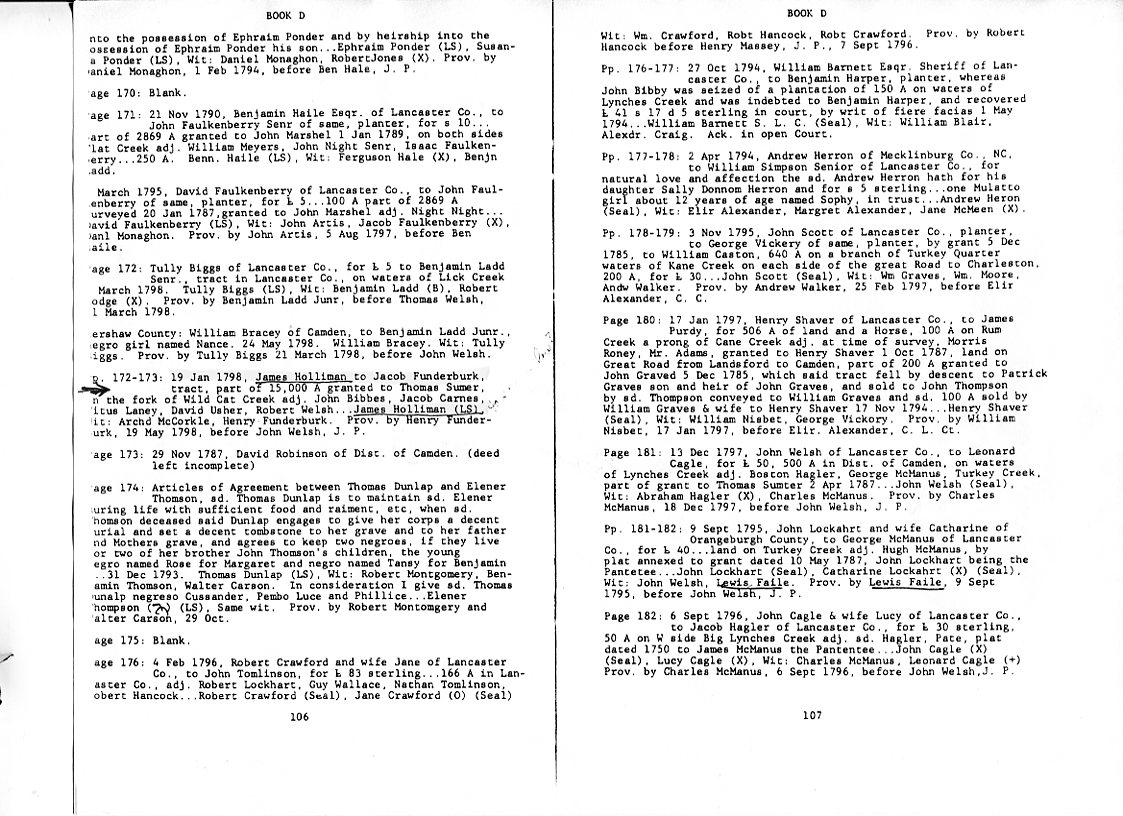 BOOK D
nto the possession of Ephraim Ponder and by heirship into the
ossession of Ephraim Ponder his son...Ephraim Ponder (LS), Susan-
a Ponder (LS), Wit: Daniel Monaghon, RobertJones (X). Prov. by
aniel Monaghon, 1 Feb 1794, before Ben Hale, J. P.
age 170: Blank.
age 171: 21 Nov 1790, Benjamin Haile Esqr. of Lancaster Co., to
John Faulkenberry Senr of same, planter, for s 10...
art of 2869 A granted to John Marshel 1 Jan 1789, on both sides
lat Creek adj. William Meyers, John Night Senr, Isaac Faulken-
erry...250 A. Benn. Haile (LS), Wit: Ferguson Hale (X), Benjn
add.
March 1795, David Faulkenberry of Lancaster Co., to John Faul-
enberry of same, planter, for Ł 5...100 A part of 2869 A
urveyed 20 Jan 1787,granted to John Marshel adj. Night Night...
avid Faulkenberry (LS), Wit: John Artis, Jacob Faulkenberry (X),
anl Monaghon. Prov. by John Artis, 5 Aug 1797, before Ben
aile.
age 172: Tully Biggs of Lancaster Co., for Ł 5 to Benjamin Ladd
Senr., tract in Lancaster Co., on waters of Lick Creek
March 1798. Tully Biggs (LS), Wit: Benjamin Ladd (B), Robert
odge (X). Prov. by Benjamin Ladd Junr, before Thomas Welsh,
1 March 1798.
ershaw County: William Bracey of Camden, to Benjamin Ladd Junr.,
egro girl named Nance. 24 May 1798. William Bracey. Wit: Tully
iggs. Prov. by Tully Biggs 21 March 1798, before John Welsh.
p. 172-173: 19 Jan 1798, James Holliman to Jacob Funderburk,
tract, part of 15,000 A granted to Thomas Sumer,
n the fork of Wild Cat Creek adj. John Bibbes, Jacob Carnes,
itus Laney, David Usher, Robert Welsh...James Holliman (LS),
it: Archd McCorkle, Henry Funderburk. Prov. by Henry Funder-
urk, 19 May 1798, before John Welsh, J. P.
age 173: 29 Nov 1787, David Robinson of Dist. of Camden. (deed
left incomplete)
age 174: Articles of Agreement between Thomas Dunlap and Elener
Thomson, sd. Thomas Dunlap is to maintain sd. Elener
uring life with sufficient food and raiment, etc, when sd.
homson deceased said Dunlap engages to give her corps a decent
urial and set a decent tombstone to her grave and to her father
nd Mothers grave, and agrees to keep two negroes, if they live
or two of her brother John Thomson's children, the young
egro named Rose for Margaret and negro named Tansy for Benjamin
...31 Dec 1793. Thomas Dunlap (LS), Wit: Robert Montgomery, Ben-
amin Thomson, Walter Carson. In consideration I give sd. Thomas
unalp negreso Cussander, Pembo Luce and Phillice...Elener
hompson (LS), Same wit. Prov. by Robert Montomgery and
alter Carson, 29 Oct.
age 175: Blank.
age 176: 4 Feb 1796, Robert Crawford and wife Jane of Lancaster
Co., to John Tomlinson, for Ł 83 sterling...166 A in Lan-
aster Co., adj. Robert Lockhart, Guy Wallace, Nathan Tomlinson,
obert Hancock...Robert Crawford (Seal), Jane Crawford (O) (Seal)
106
BOOK D
Wit: Wm. Crawford, Robt Hancock, Robt Crawford. Prov. by Robert
Hancock before Henry Massey, J. P., 7 Sept 1796.
Pp. 176-177: 27 Oct 1794, William Barnett Esqr. Sheriff of Lan-
caster Co., to Benjamin Harper, planter, whereas
John Bibby was seized of a plantation of 150 A on waters of
Lynches Creek and was indebted to Benjamin Harper, and recovered
Ł 41 s 17 d 5 sterling in court, by writ of fiere facias 1 May
1794...William Barnett S. L. C. (Seal), Wit: William Blair,
Alexdr. Craig. Ack. in open Court.
Pp. 177-178: 2 Apr 1794, Andrew Herron of Mecklinburg Co., NC,
to William Simpson Senior of Lancaster Co., for
natural love and affection the sd. Andrew Herron hath for his
daughter Sally Donnom Herron and for s 5 sterling...one Mulatto
girl about 12 years of age named Sophy, in trust...Andrew Heron
(Seal), Wit: Elir Alexander, Margret Alexander, Jane McMeen (X).
Pp. 178-179: 3 Nov 1795, John Scott of Lancaster Co., planter,
to George Vickery of same, planter, by grant 5 Dec
1785, to William Caston, 640 A on a branch of Turkey Quarter
waters of Kane Creek on each side of the great Road to Charleston,
200 A, for Ł 30...John Scott (Seal), Wit: Wm Graves, Wm. Moore,
Andw Walker. Prov. by Andrew Walker, 25 Feb 1797, before Elir
Alexander, C. C.
Page 180: 17 Jan 1797, Henry Shaver of Lancaster Co., to James
Purdy, for 506 A of land and a Horse, 100 A on Rum
Creek a prong of Cane Creek adj. at time of survey, Morris
Roney, Mr. Adams, granted to Henry Shaver 1 Oct 1787, land on
Great Road from Landsford to Camden, part of 200 A granted to
John Graved 5 Dec 1785, which said tract fell by descent to Patrick
Graves son and heir of John Graves, and sold to John Thompson
by sd. Thompson conveyed to William Graves and sd. 100 A sold by
William Graves & wife to Henry Shaver 17 Nov 1794...Henry Shaver
(Seal), Wit: William Nisbet, George Vickory. Prov. by William
Nisbet, 17 Jan 1797, before Elir. Alexander, C. L. Ct.
Page 181: 13 Dec 1797, John Welsh of Lancaster Co., to Leonard
Cagle, for Ł 50, 500 A in Dist. of Camden, on waters
of Lynches Creek adj. Boston Hagler, George McManus, Turkey Creek,
part of grant to Thomas Sumter 2 Apr 1787...John Welsh (Seal),
Wit: Abraham Hagler (X), Charles McManus. Prov. by Charles
McManus, 18 Dec 1797, before John Welsh, J. P.
Pp. 181-182: 9 Sept 1795, John Lockahrt and wife Catharine of
Orangeburgh County, to George McManus of Lancaster
Co., for Ł 40...land on Turkey Creek adj. Hugh McManus, by
plat annexed to grant dated 10 May 1787, John Lockhart being the
Pantetee...John Lockhart (Seal), Catharine Lockahrt (X) (Seal),
Wit: John Welsh, Lewis Faile. Prov. by Lewis Faile, 9 Sept
1795, before John Welsh, J. P.
Page 182: 6 Sept 1796, John Cagle & wife Lucy of Lancaster Co.,
to Jacob Hagler of Lancaster Co., for Ł 30 sterling,
50 A on W side Big Lynches Creek adj. sd. Hagler, Pate, plat
dated 1750 to James McManus the Pantentee...John Cagle (X)
(Seal), Lucy Cagle (X), Wit: Charles McManus, Leonard Cagle (+)
Prov. by Charles McManus, 6 Sept 1796, before John Welsh,J. P.
107